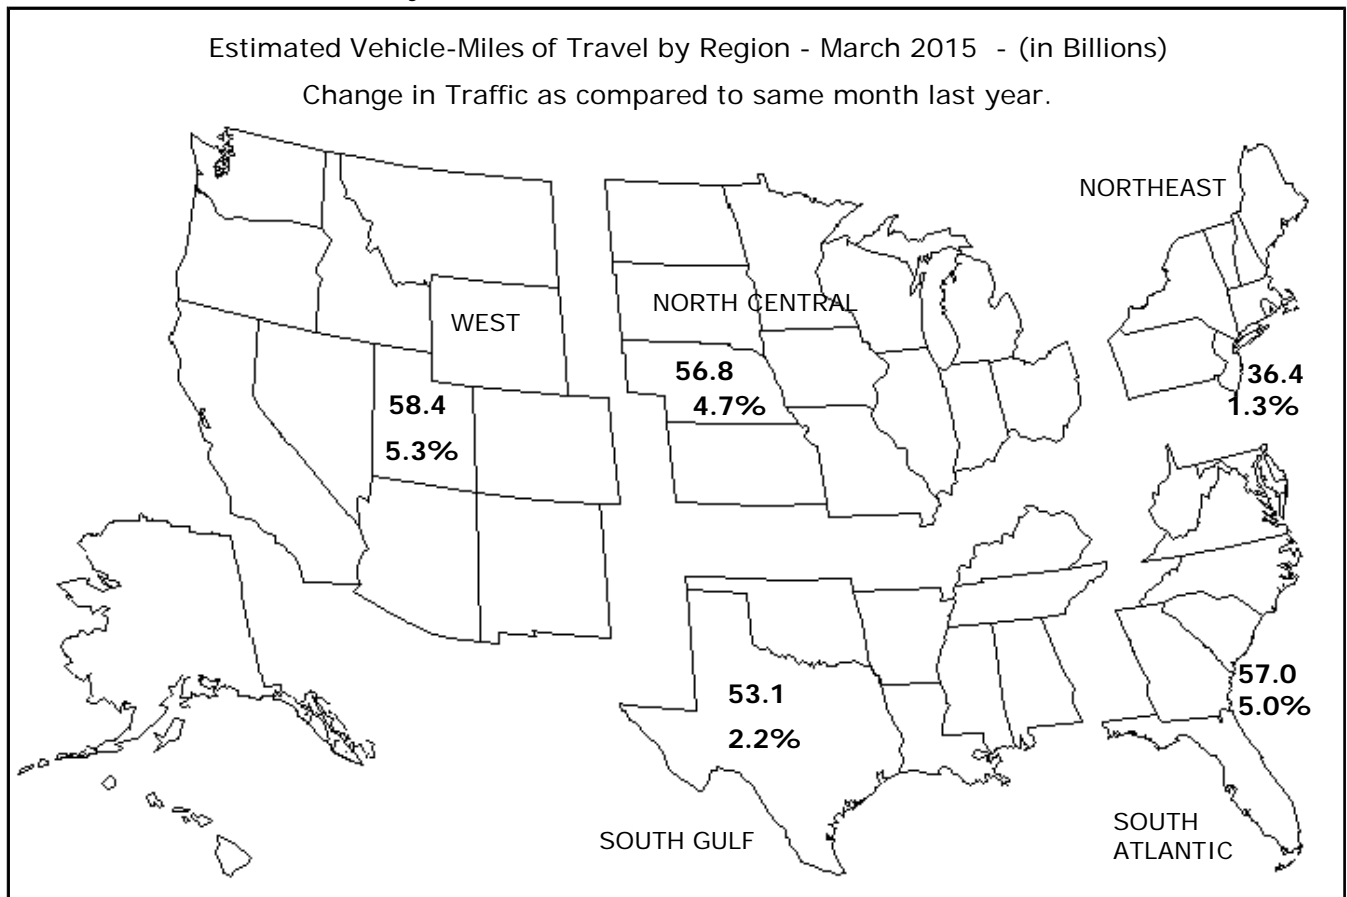 Estimated Vehicle-Miles of Travel by Region - March 2015 - (in Billions)
Change in Traffic as compared to same month last year.
NORTHEAST
NORTH CENTRAL
WEST
56.8
4.7%
36.4
1.3%
58.4
5.3%
57.0
5.0%
53.1
2.2%
SOUTH GULF
SOUTH
ATLANTIC